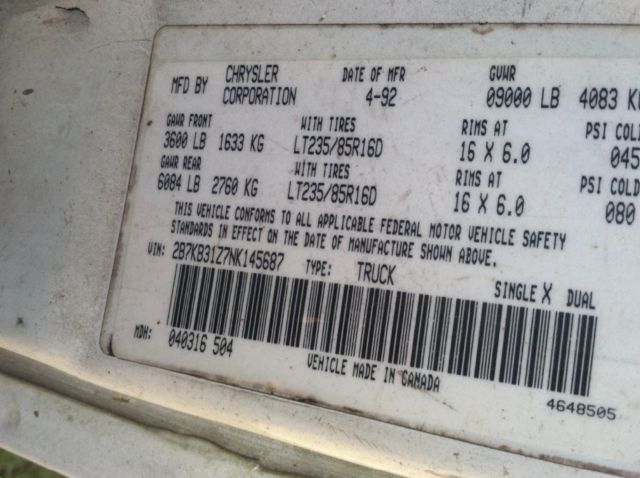 MFD BY CHRYSLER CORPORATION DATE OF MFR 4-92 GVWR 09000 LB 4083 K
GAWR FRONT WITH TIRES RIMS AT PSI COLD
3600 LB 1633 KG LT235/85R16D 16 X 6.0 045
GAWR REAR WITH TIRES RIMS AT PSI COLD
6084 LB 2760 KG LT235/85R16D 16 X 6.0 080
THIS VEHICLE CONFORMS TO ALL APPLICABLE FEDERAL MOTOR VEHICLE SAFETY
STANDARDS IN EFFECT ON THE DATE OF MANUFACTURE SHOWN ABOVE.
VIN: 2B7KB31Z7NK145687 TYPE: TRUCK SINGLE X DUAL
MDH: 040316 504 VEHICLE MADE IN CANADA 4648505